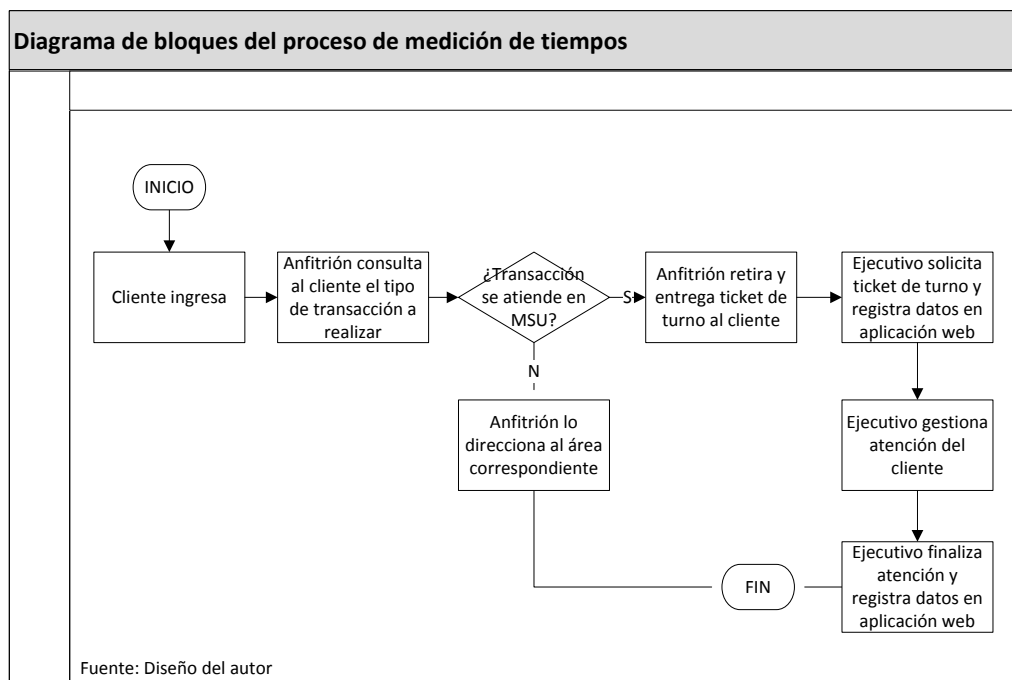 Diagrama de bloques del proceso de medición de tiempos
INICIO
Cliente ingresa
Anfitrión consulta
al cliente el tipo
de transacción a
realizar
¿Transacción
se atiende en
MSU?
S
Anfitrión retira y
entrega ticket de
turno al cliente
Ejecutivo solicita
ticket de turno y
registra datos en
aplicación web
N
Anfitrión lo
direcciona al área
correspondiente
Ejecutivo gestiona
atención del
cliente
Ejecutivo finaliza
atención y
registra datos en
aplicación web
FIN
Fuente: Diseño del autor